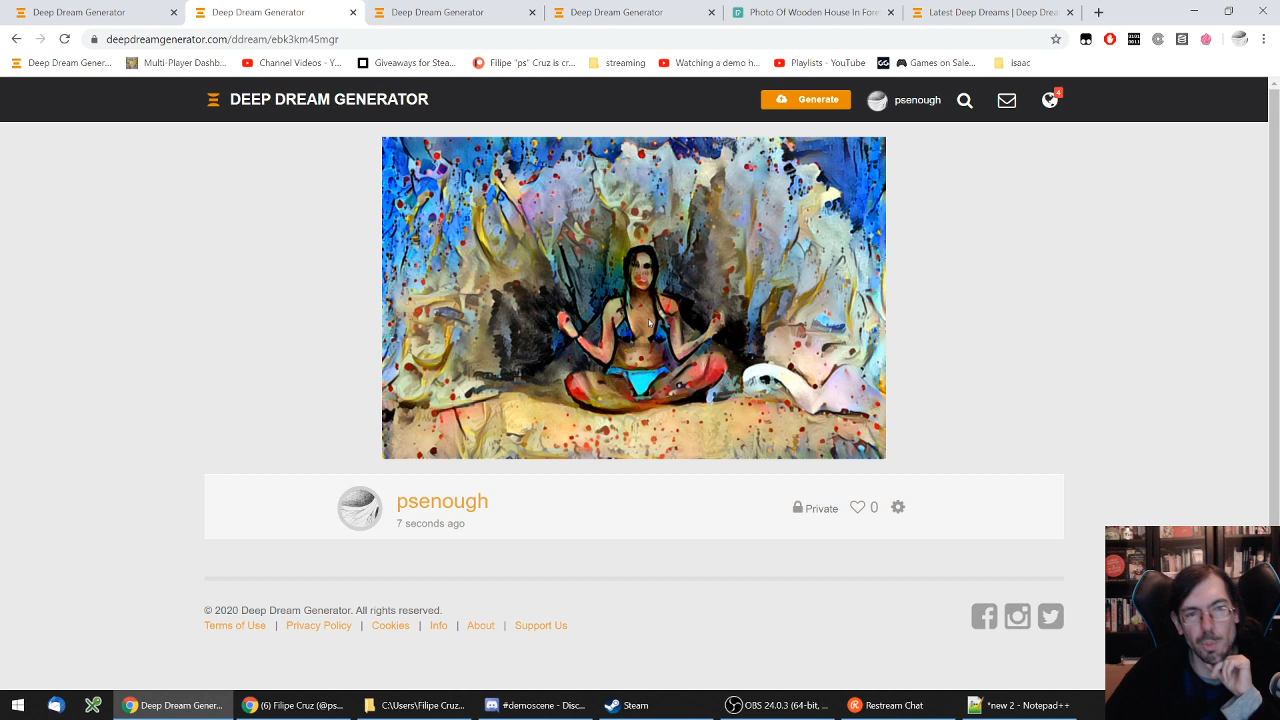 Deep Dream Generator
Deep Dream Generator
Deep Dream Generator
Deep Dream Generator
Photo Of Wooden House In Fore
Latest Deep Dreams | Deep Dre
deepdreamgenerator.com/ddream/ebk3km45mgr
Deep Dream Gener...
Multi-Player Dashb...
Channel Videos - Y...
Giveaways for Stea...
Filipe "ps" Cruz is cr...
streaming
Watching a demo h...
Playlists - YouTube
GG
Games on Sale...
isaac
DEEP DREAM GENERATOR
Generate
psenough
4
psenough
7 seconds ago
Private
0
© 2020 Deep Dream Generator. All rights reserved.
Terms of Use | Privacy Policy | Cookies | Info | About | Support Us
Deep Dream Gener...
(6) Filipe Cruz (@ps...
C:\Users\Filipe Cruz...
#demoscene - Disc...
Steam
OBS 24.0.3 (64-bit, ...
Restream Chat
*new 2 - Notepad++